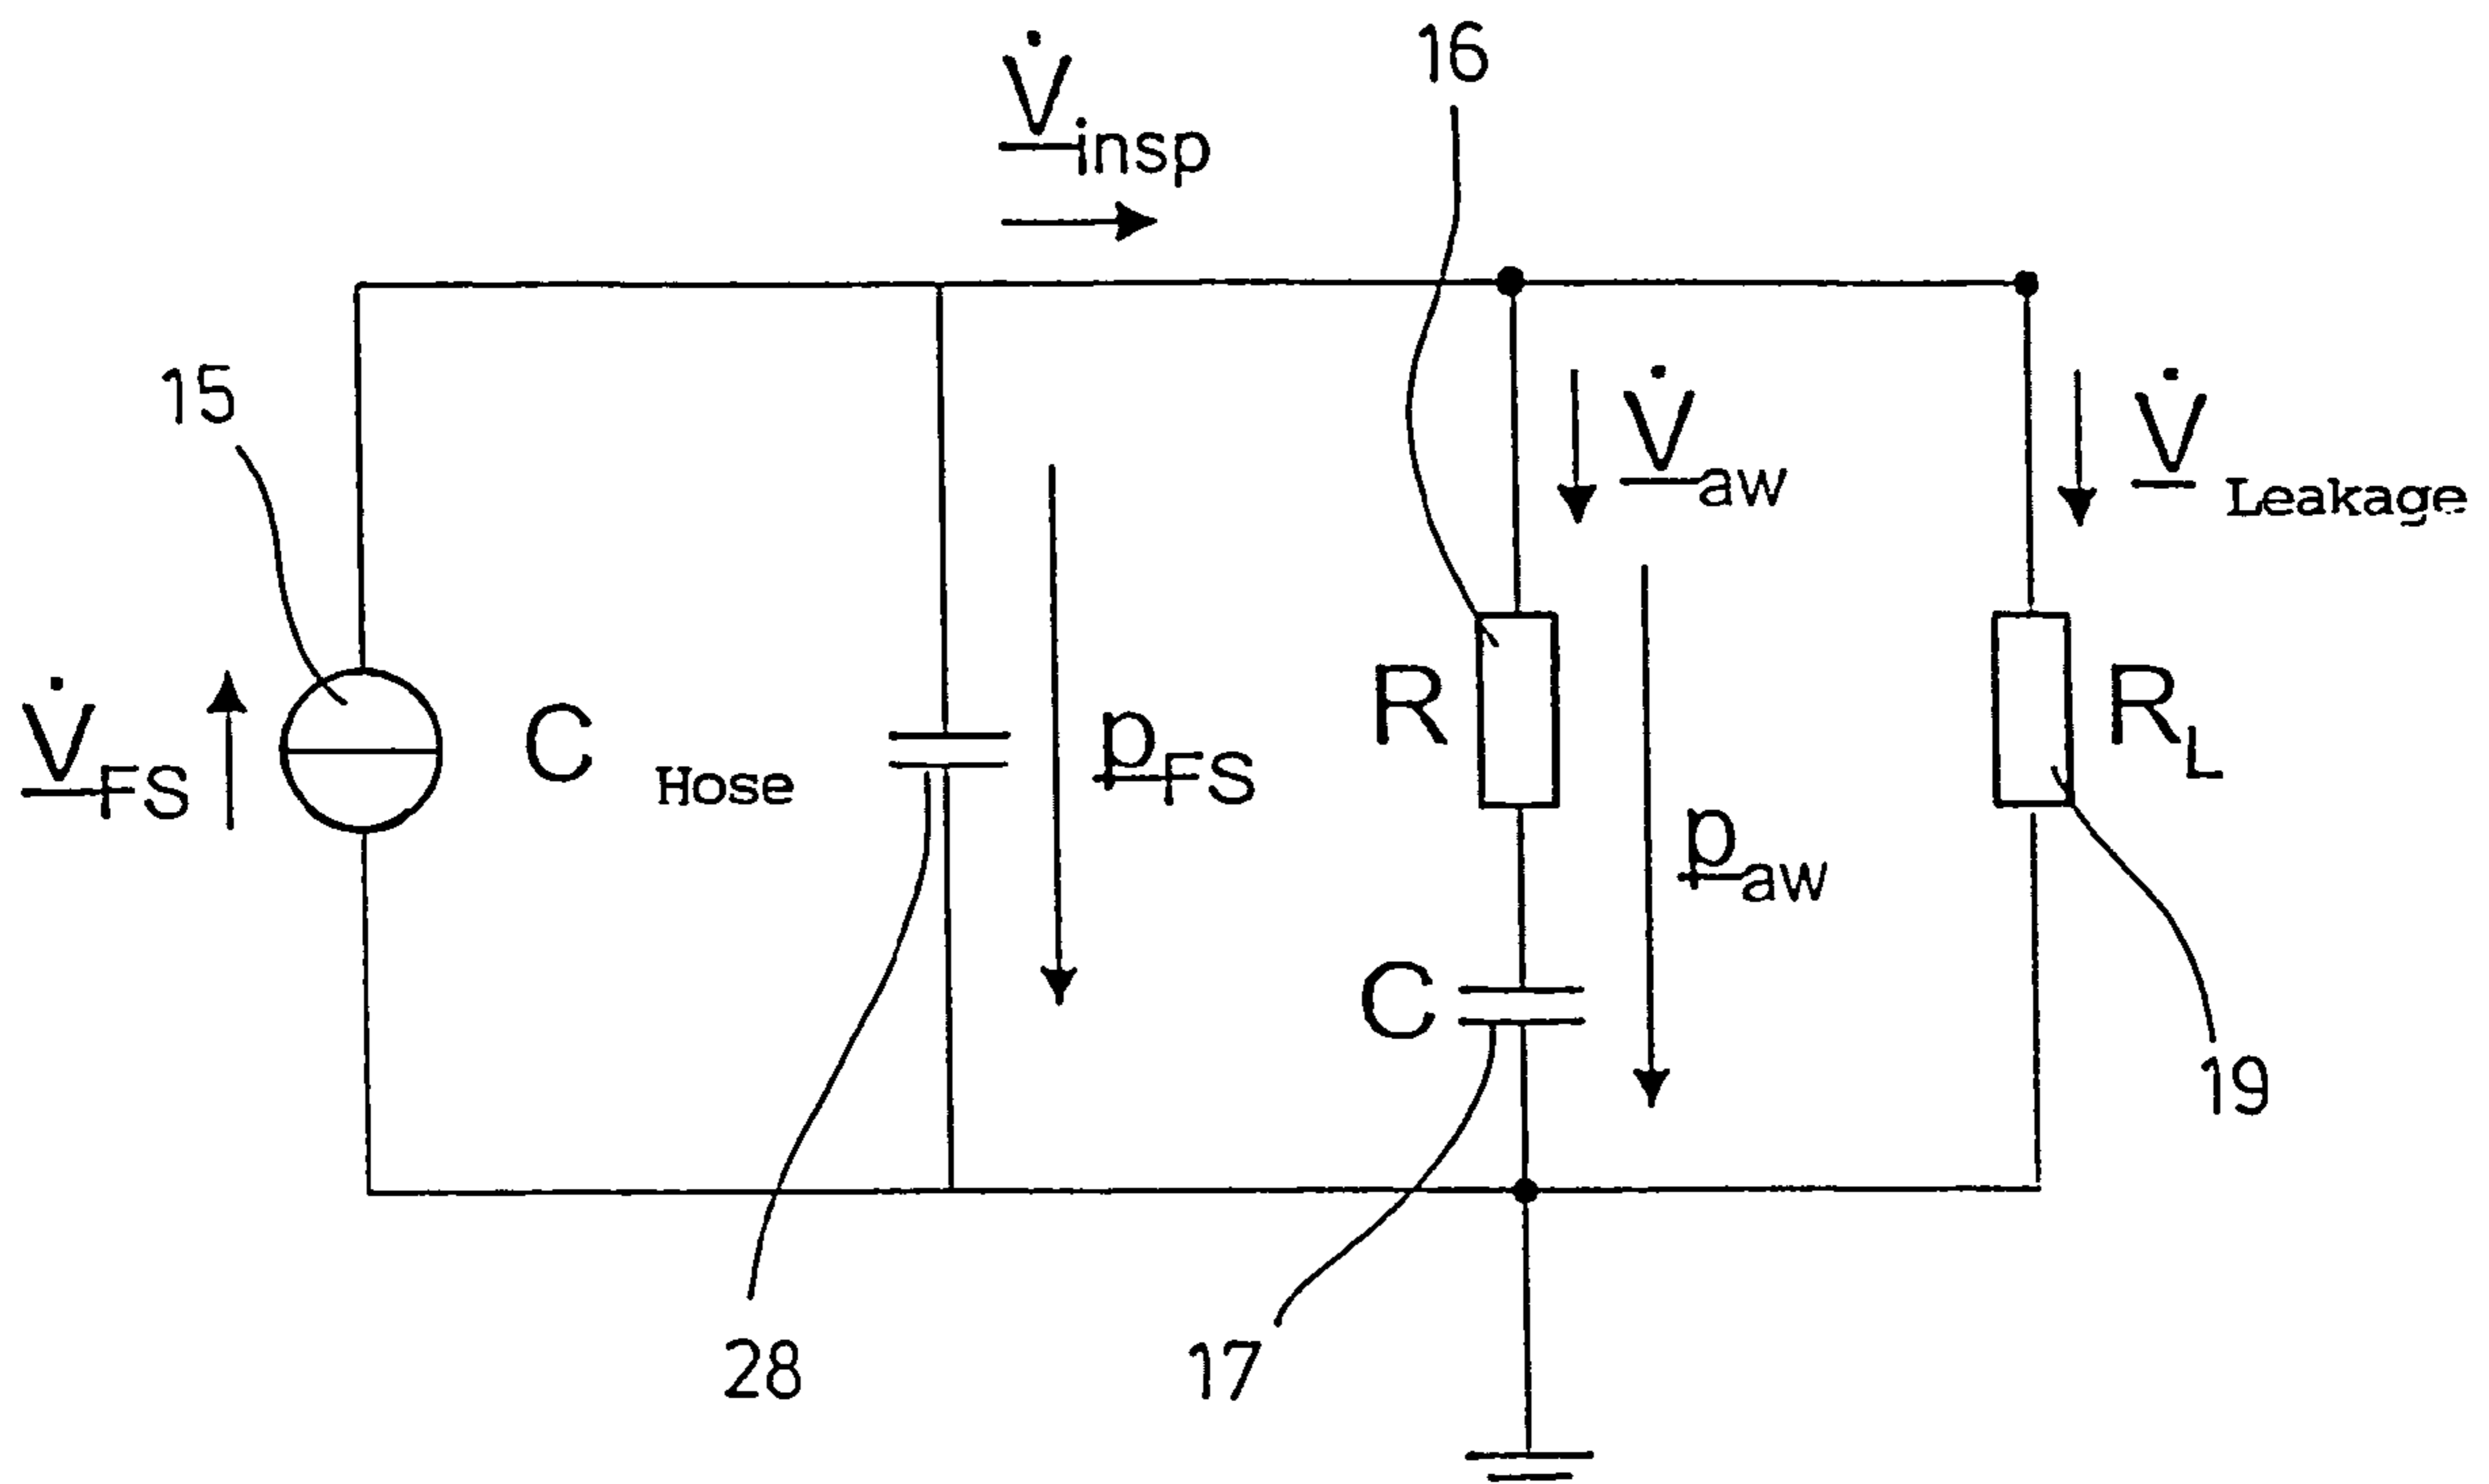 16
V̇insp
15
V̇aw
V̇ Leakage
V̇FS
C Hose
pFS
R
RL
paw
C
19
28
17